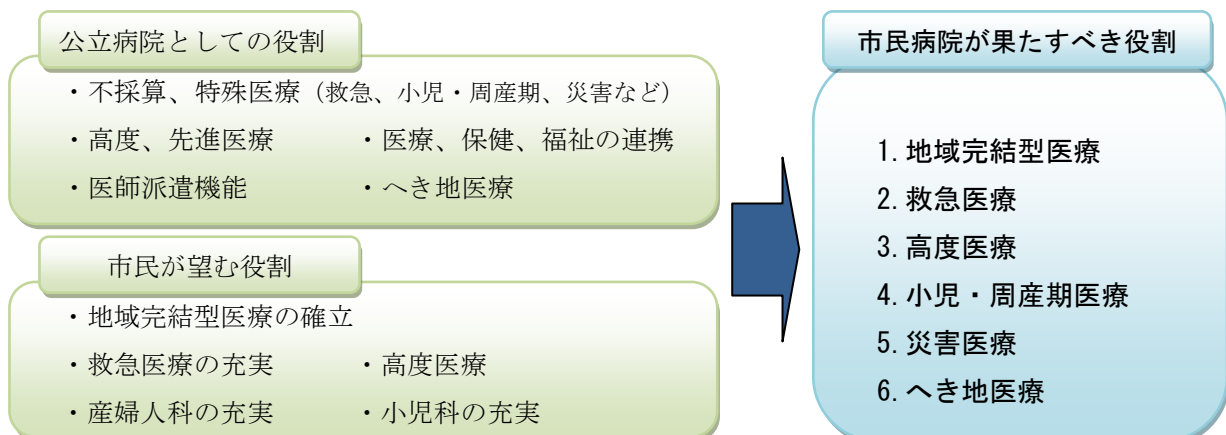 公立病院としての役割
・不採算、特殊医療（救急、小児・周産期、災害など）
・高度、先進医療 ・医療、保健、福祉の連携
・医師派遣機能 ・へき地医療
市民が望む役割
・地域完結型医療の確立
・救急医療の充実 ・高度医療
・産婦人科の充実 ・小児科の充実
市民病院が果たすべき役割
1. 地域完結型医療
2. 救急医療
3. 高度医療
4. 小児・周産期医療
5. 災害医療
6. へき地医療